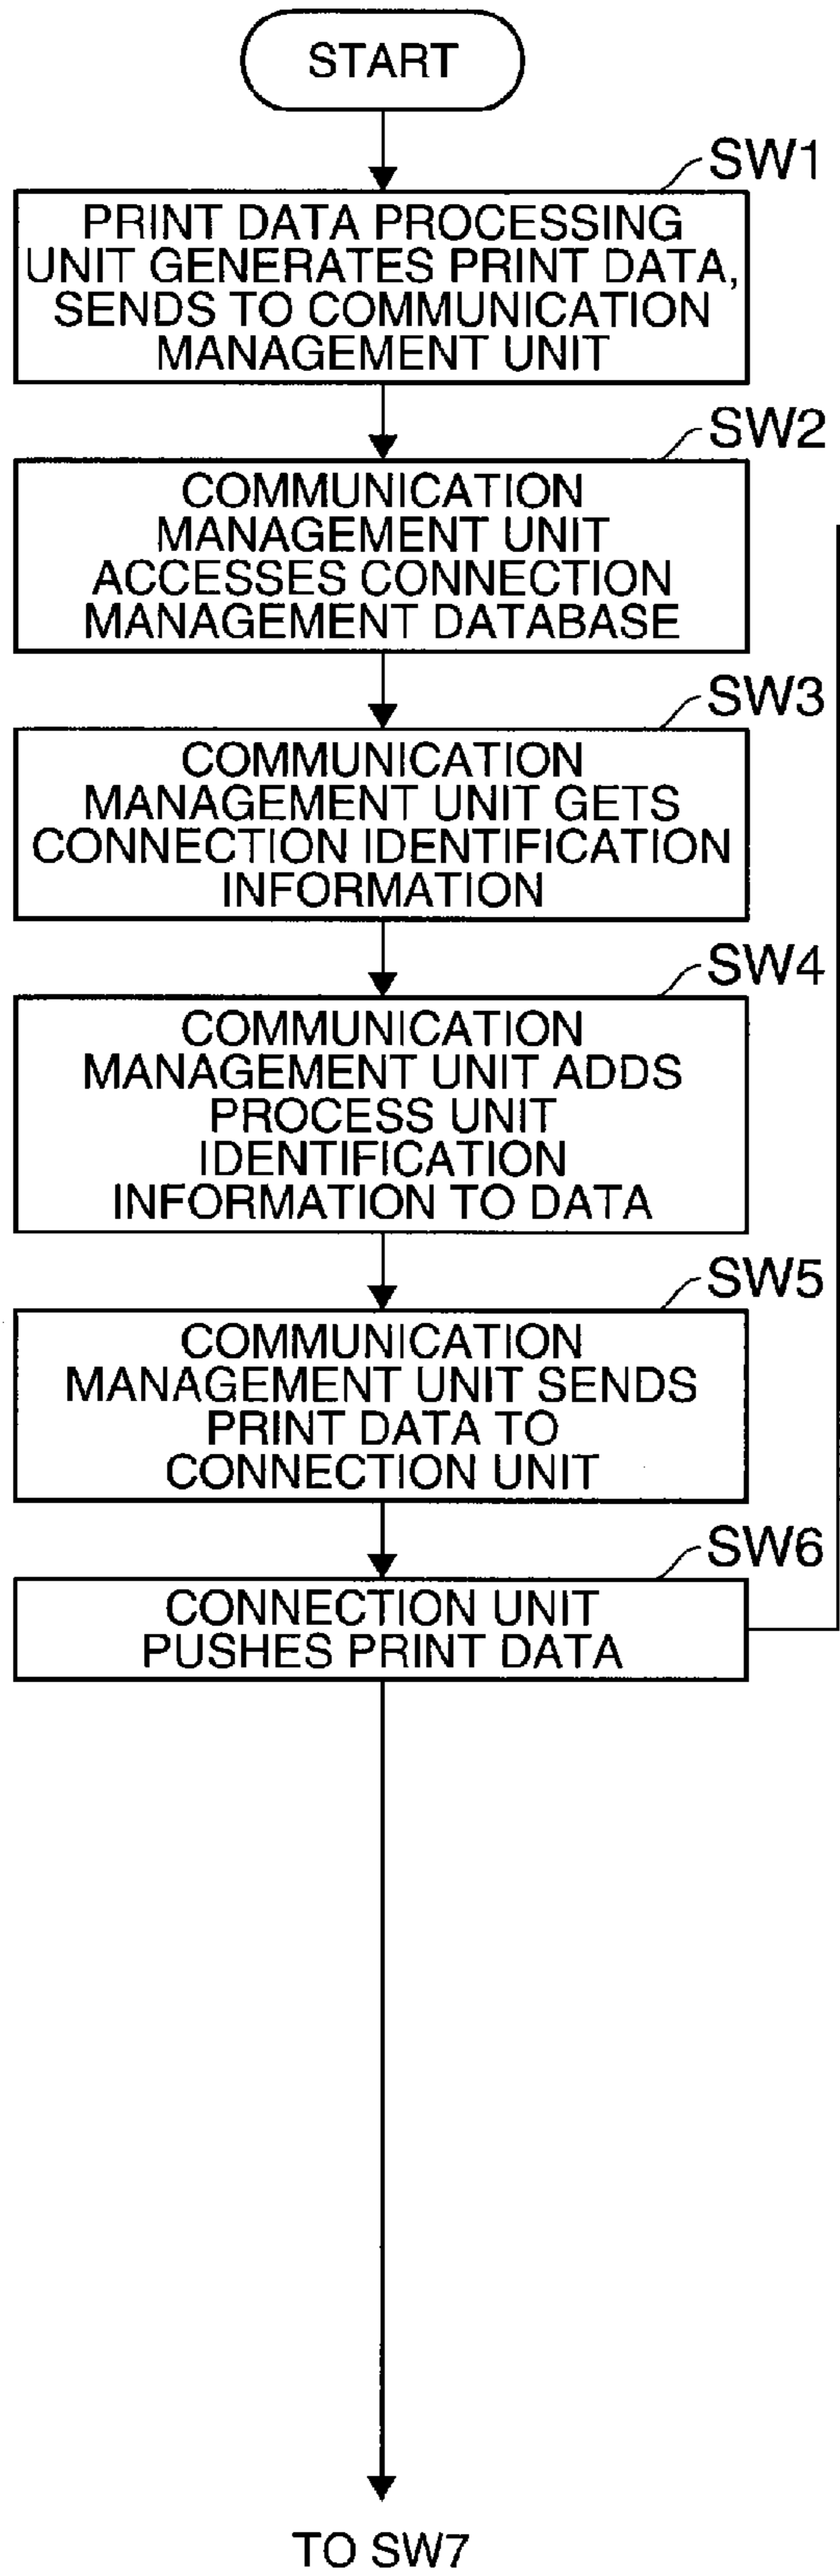 START
SW1
PRINT DATA PROCESSING
UNIT GENERATES PRINT DATA,
SENDS TO COMMUNICATION
MANAGEMENT UNIT
SW2
COMMUNICATION
MANAGEMENT UNIT
ACCESSES CONNECTION
MANAGEMENT DATABASE
SW3
COMMUNICATION
MANAGEMENT UNIT GETS
CONNECTION IDENTIFICATION
INFORMATION
SW4
COMMUNICATION
MANAGEMENT UNIT ADDS
PROCESS UNIT
IDENTIFICATION
INFORMATION TO DATA
SW5
COMMUNICATION
MANAGEMENT UNIT SENDS
PRINT DATA TO
CONNECTION UNIT
SW6
CONNECTION UNIT
PUSHES PRINT DATA
TO SW7